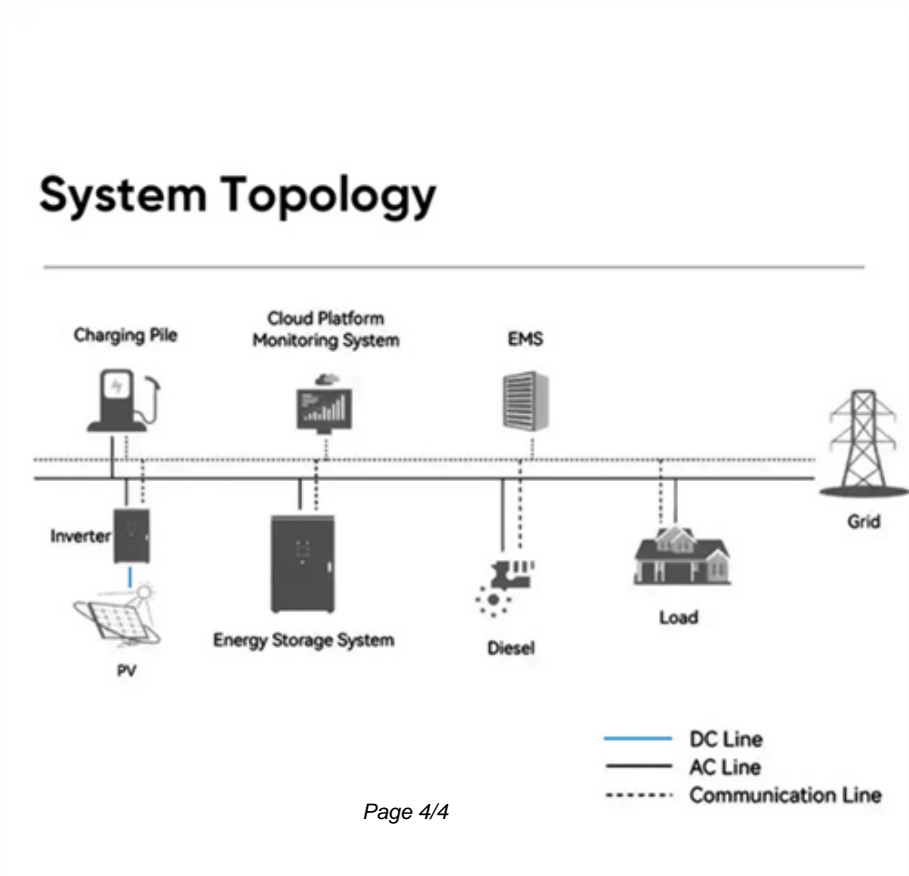 System Topology
Charging Pile
Cloud Platform
Monitoring System
EMS
Grid
Inverter
Energy Storage System
Diesel
Load
PV
DC Line
AC Line
Communication Line
Page 4/4